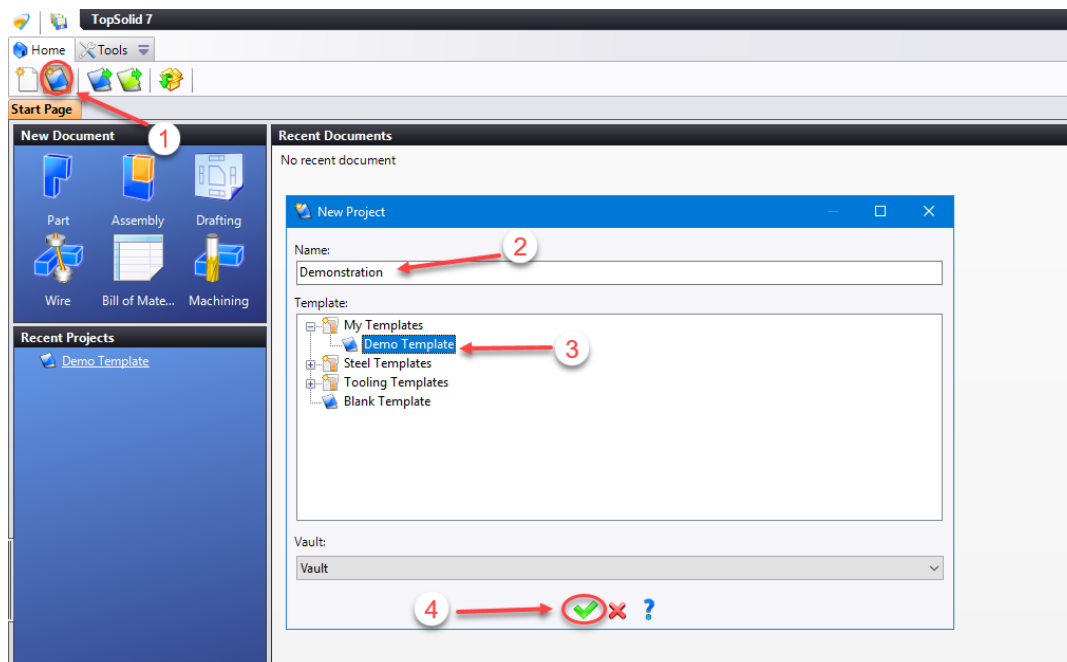 TopSolid 7
Home Tools
Start Page
1
New Document
Part Assembly Drafting
Wire Bill of Mate... Machining
Recent Projects
Demo Template
Recent Documents
No recent document
New Project
Name:
2
Demonstration
Template:
My Templates
Demo Template
3
Steel Templates
Tooling Templates
Blank Template
Vault:
Vault
4
?